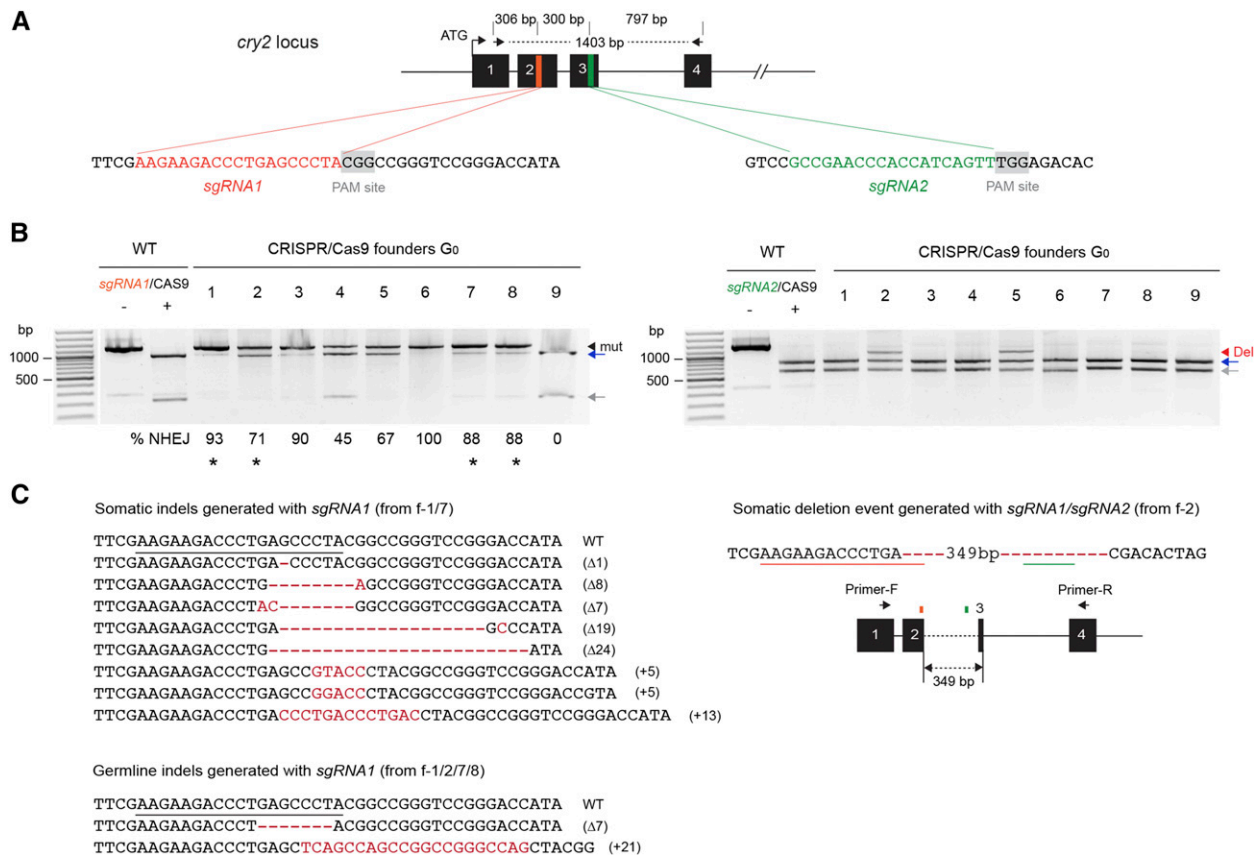 A
cry2 locus
ATG
306 bp
300 bp
797 bp
1403 bp
1
2
3
4
TTCGAAGAAGACCCTGAGCCCTACGGCCGGGTCCGGGACCATA
sgRNA1
PAM site
GTCCGCCGAACCCACCATCAGTTTGGAGACAC
sgRNA2
PAM site
B
WT
CRISPR/Cas9 founders G0
sgRNA1/CAS9
- +
1 2 3 4 5 6 7 8 9
bp
1000
500
mut
% NHEJ 93 71 90 45 67 100 88 88 0
* * * *
WT
CRISPR/Cas9 founders G0
sgRNA2/CAS9
- +
1 2 3 4 5 6 7 8 9
bp
1000
500
Del
C
Somatic indels generated with sgRNA1 (from f-1/7)
TTCGAAGAAGACCCTGAGCCCTACGGCCGGGTCCGGGACCATA WT
TTCGAAGAAGACCCTGA-CCCTACGGCCGGGTCCGGGACCATA (Δ1)
TTCGAAGAAGACCCTG--------AGCCGGGTCCGGGACCATA (Δ8)
TTCGAAGAAGACCCTAC-------GGCCGGGTCCGGGACCATA (Δ7)
TTCGAAGAAGACCCTGA-------------------GCCCATA (Δ19)
TTCGAAGAAGACCCTG------------------------ATA (Δ24)
TTCGAAGAAGACCCTGAGCCGTACCCTACGGCCGGGTCCGGGACCATA (+5)
TTCGAAGAAGACCCTGAGCCGGACCCTACGGCCGGGTCCGGGACCGTA (+5)
TTCGAAGAAGACCCTGACCCTGACCCTGACCTACGGCCGGGTCCGGGACCATA (+13)
Germline indels generated with sgRNA1 (from f-1/2/7/8)
TTCGAAGAAGACCCTGAGCCCTACGGCCGGGTCCGGGACCATA WT
TTCGAAGAAGACCCT-------ACGGCCGGGTCCGGGACCATA (Δ7)
TTCGAAGAAGACCCTGAGCTCAGCCAGCCGGCCGGGCCAGCTACGG (+21)
Somatic deletion event generated with sgRNA1/sgRNA2 (from f-2)
TCGAAGAAGACCCTGA----349bp---------CGACACTAG
Primer-F
Primer-R
1
2
3
4
349 bp